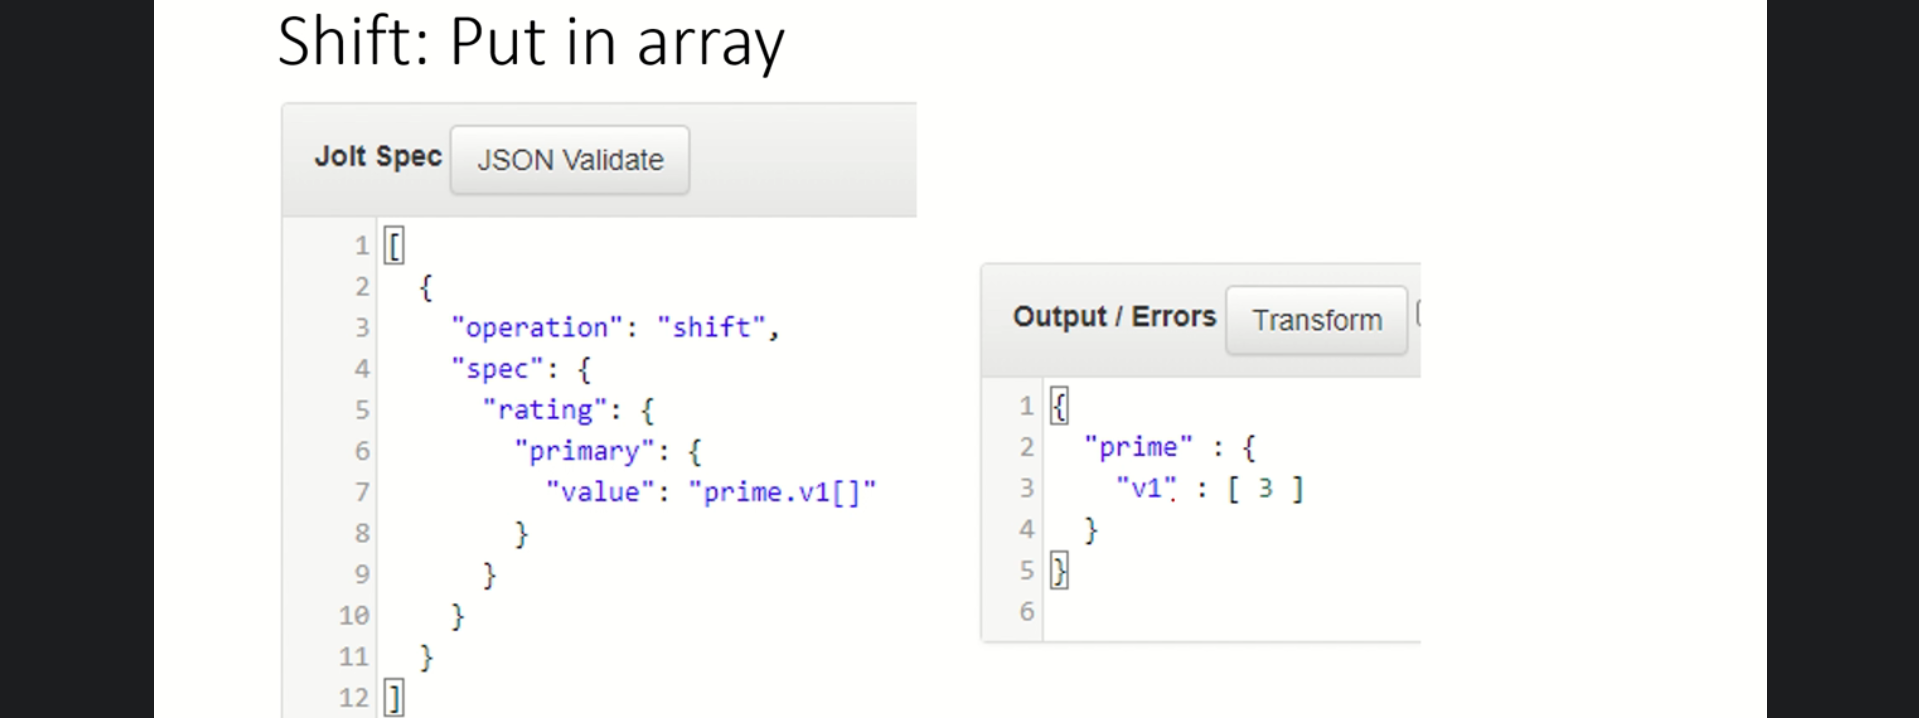 Shift: Put in array
Jolt Spec JSON Validate
1 [
2 {
3 "operation": "shift",
4 "spec": {
5 "rating": {
6 "primary": {
7 "value": "prime.v1[]"
8 }
9 }
10 }
11 }
12 ]
Output / Errors Transform
1 {
2 "prime" : {
3 "v1" : [ 3 ]
4 }
5 }
6